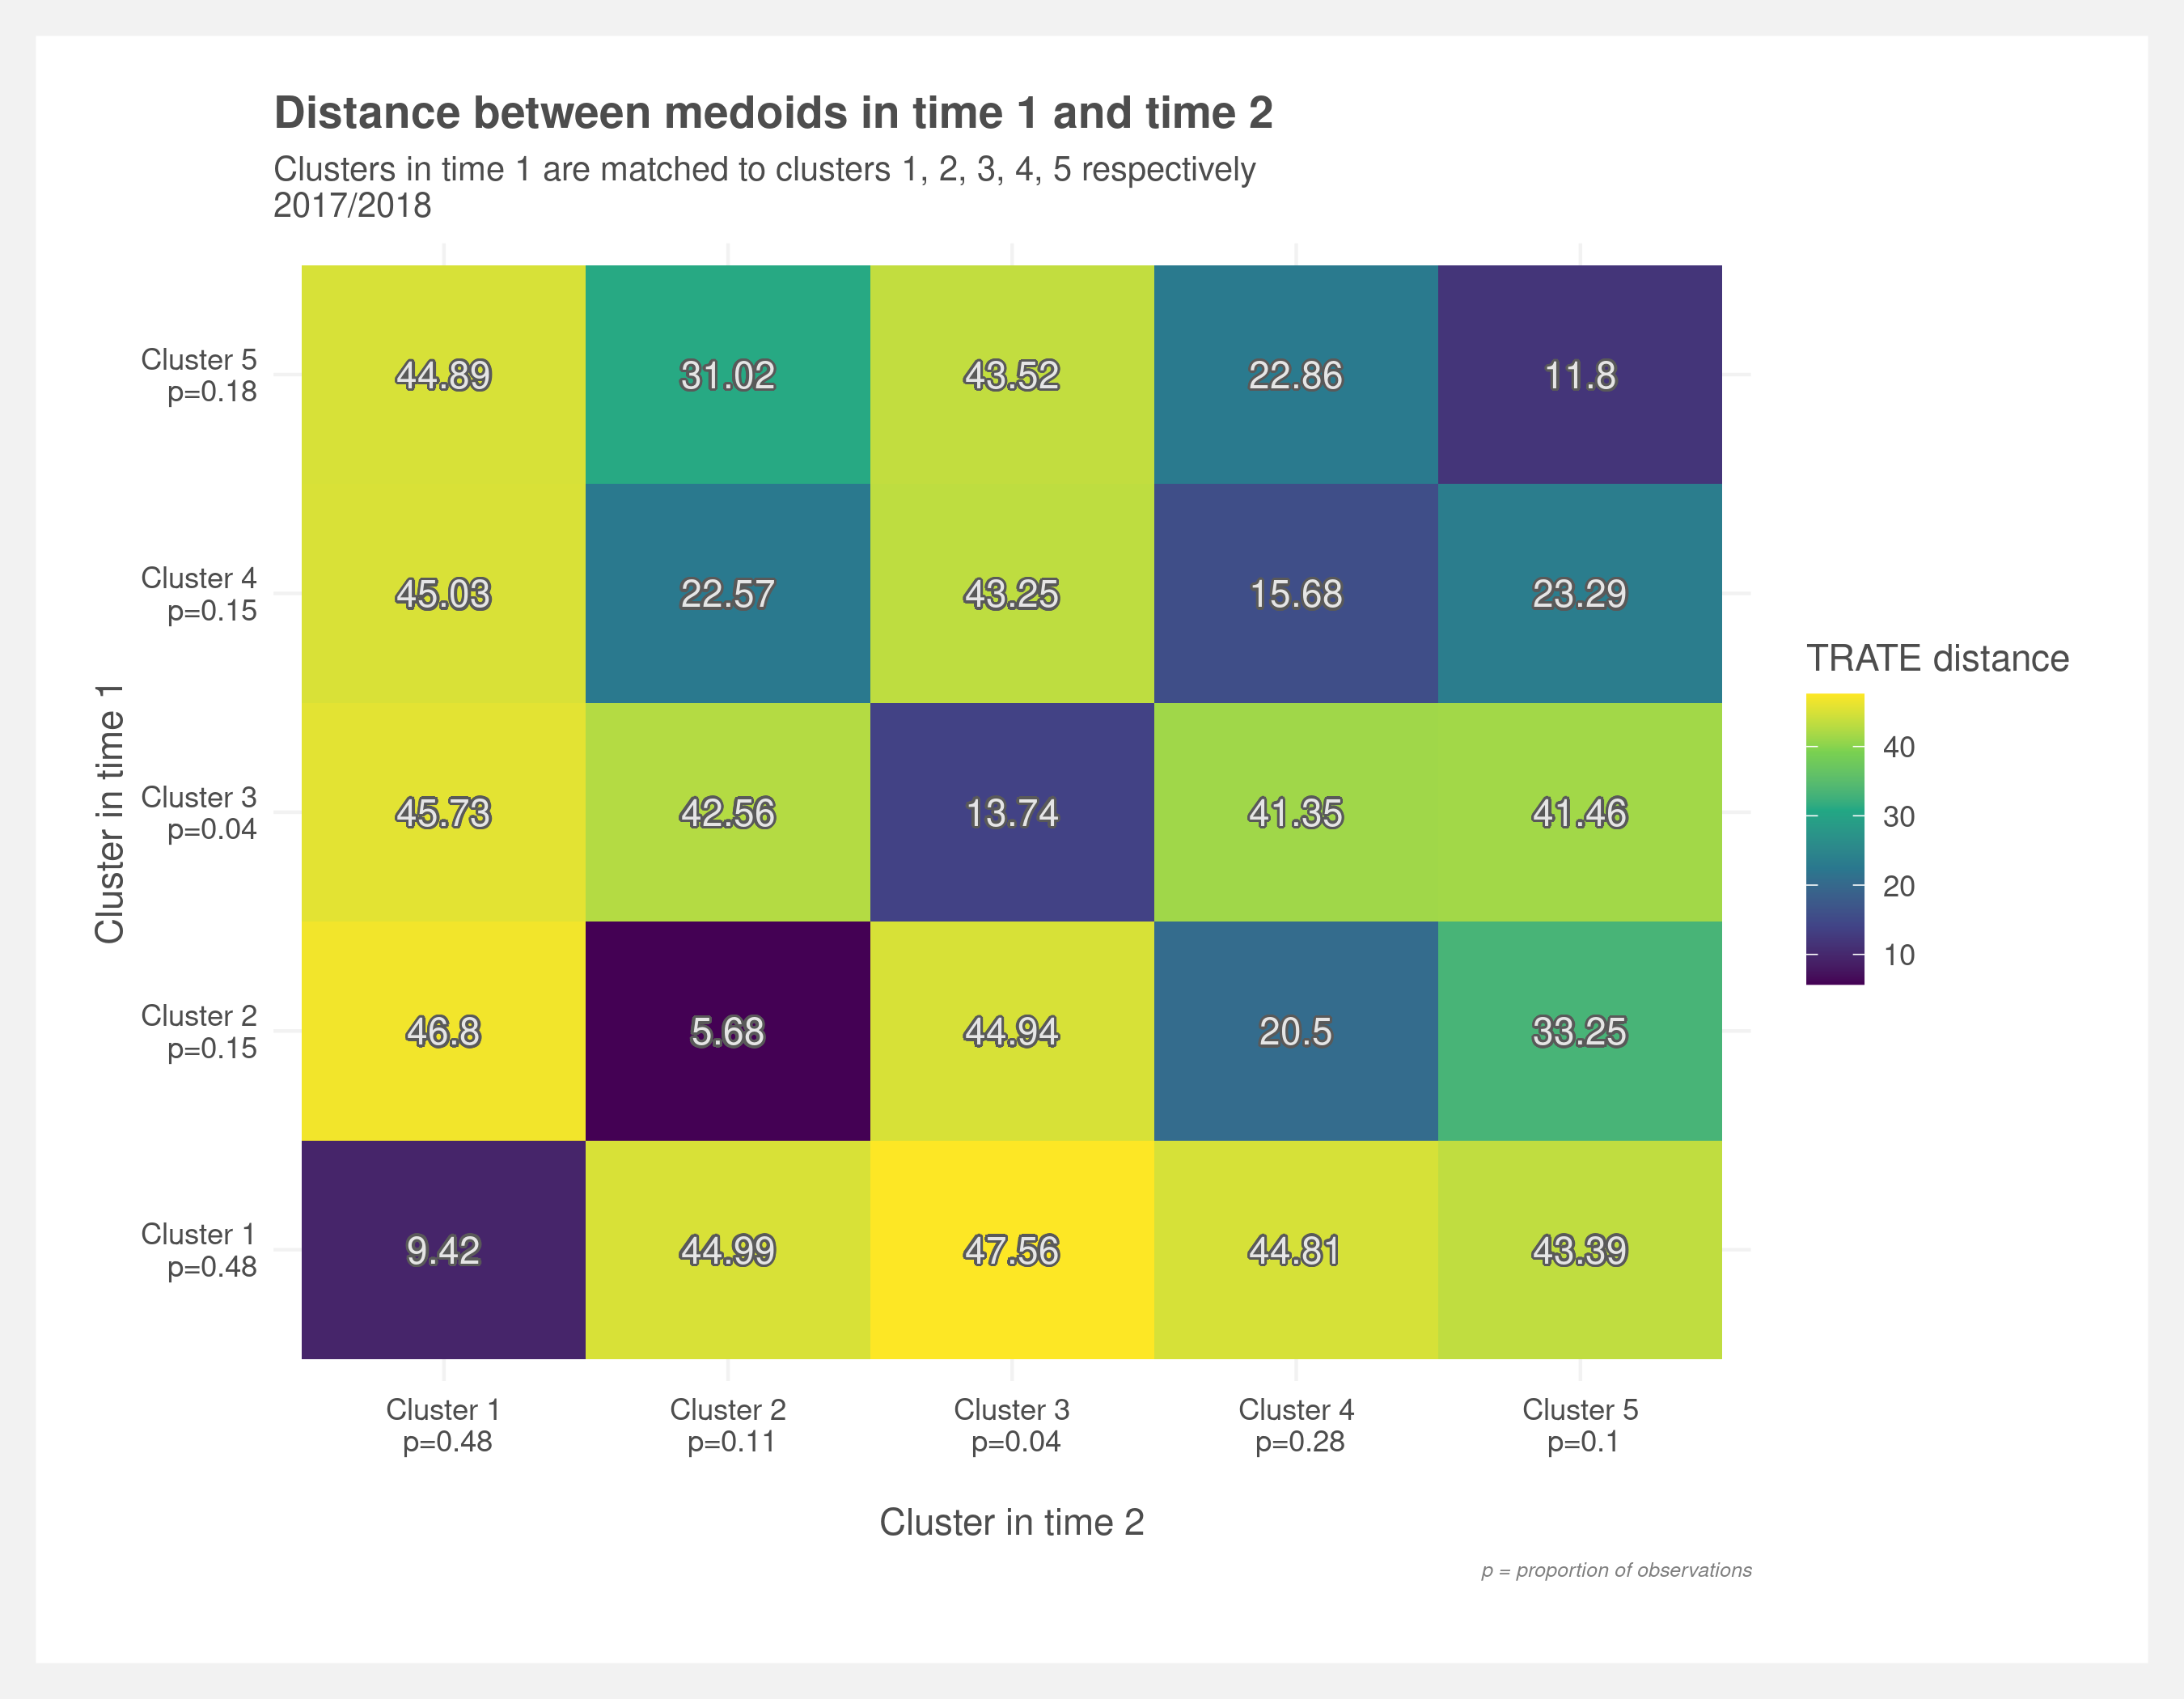 Distance between medoids in time 1 and time 2
Clusters in time 1 are matched to clusters 1, 2, 3, 4, 5 respectively
2017/2018
Cluster in time 1
Cluster 5
p=0.18
44.89 31.02 43.52 22.86 11.8
Cluster 4
p=0.15
45.03 22.57 43.25 15.68 23.29
Cluster 3
p=0.04
45.73 42.56 13.74 41.35 41.46
Cluster 2
p=0.15
46.8 5.68 44.94 20.5 33.25
Cluster 1
p=0.48
9.42 44.99 47.56 44.81 43.39
Cluster 1 Cluster 2 Cluster 3 Cluster 4 Cluster 5
p=0.48 p=0.11 p=0.04 p=0.28 p=0.1
Cluster in time 2
TRATE distance
40
30
20
10
p = proportion of observations